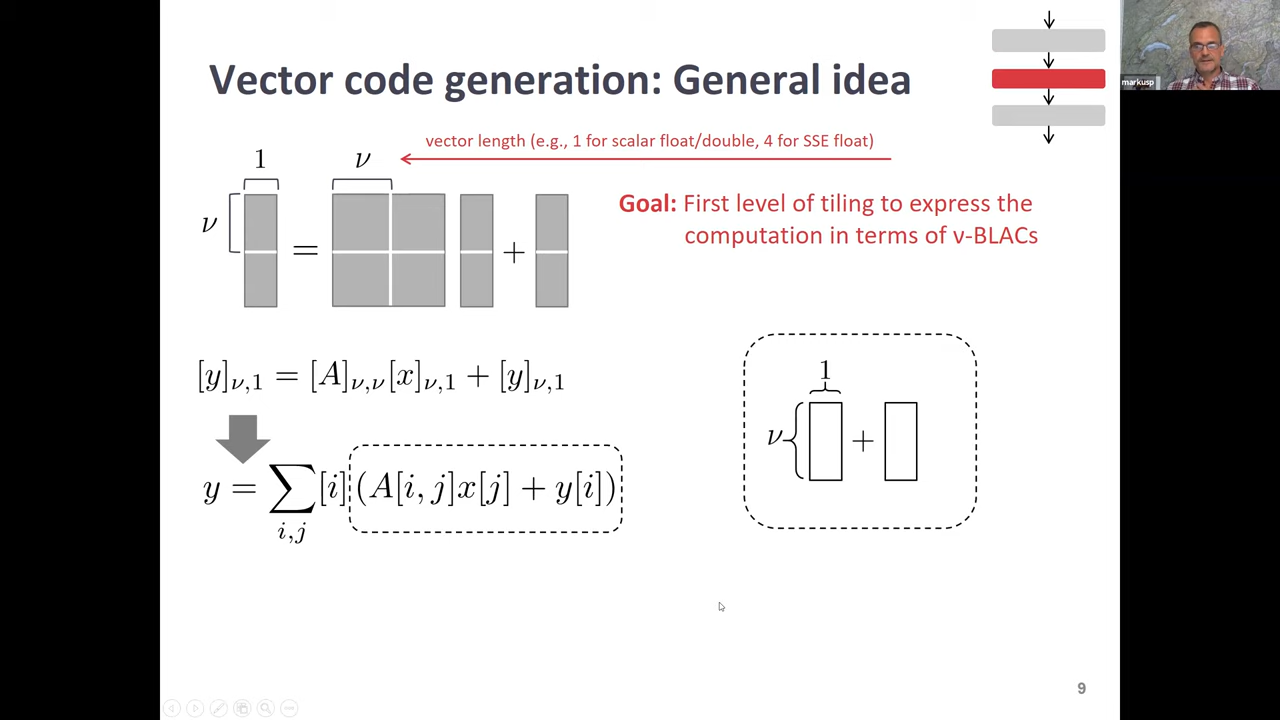 markusp
Vector code generation: General idea
vector length (e.g., 1 for scalar float/double, 4 for SSE float)
1
ν
ν
=
+
Goal: First level of tiling to express the
computation in terms of ν-BLACs
[y]ν,1 = [A]ν,ν[x]ν,1 + [y]ν,1
y = ∑ [i](A[i, j]x[j] + y[i])
i,j
1
ν
+
9